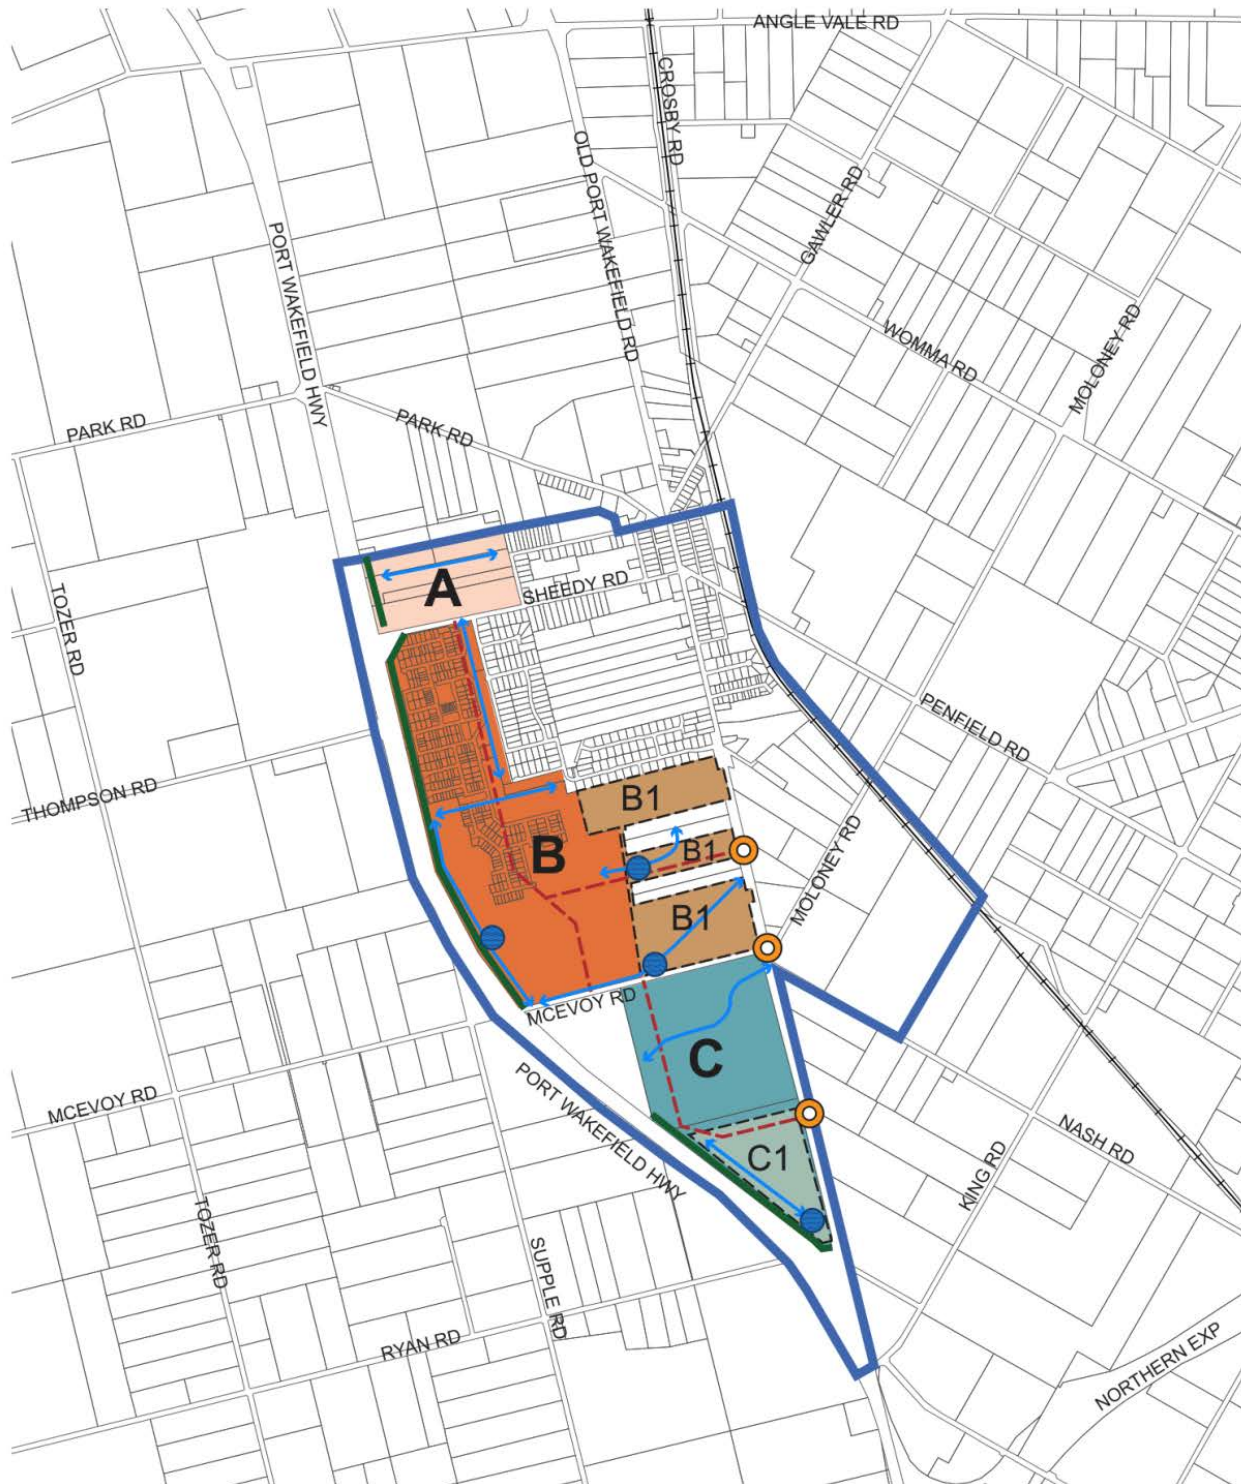 ANGLE VALE RD
CROSBY RD
OLD PORT WAKEFIELD RD
GAWLER RD
PORT WAKEFIELD HWY
WOMMA RD
MOLONEY RD
PARK RD
PARK RD
A
SHEEDY RD
TOZER RD
PENFIELD RD
THOMPSON RD
B1
B
B1
MOLONEY RD
B1
MCEVOY RD
C
MCEVOY RD
PORT WAKEFIELD HWY
NASH RD
C1
KING RD
TOZER RD
SUPPLE RD
RYAN RD
NORTHERN EXP